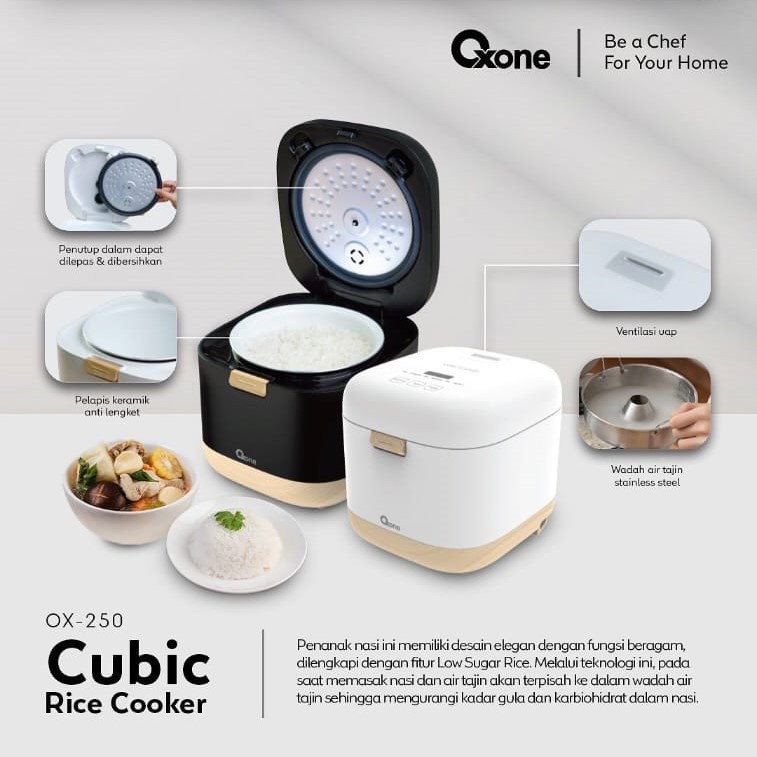 Oxone
Be a Chef
For Your Home
Penutup dalam dapat
dilepas & dibersihkan
Ventilasi uap
Pelapis keramik
anti lengket
Wadah air tajin
stainless steel
Oxone
Oxone
OX-250
Cubic
Rice Cooker
Penanak nasi ini memiliki desain elegan dengan fungsi beragam,
dilengkapi dengan fitur Low Sugar Rice. Melalui teknologi ini, pada
saat memasak nasi dan air tajin akan terpisah ke dalam wadah air
tajin sehingga mengurangi kadar gula dan karbiohidrat dalam nasi.